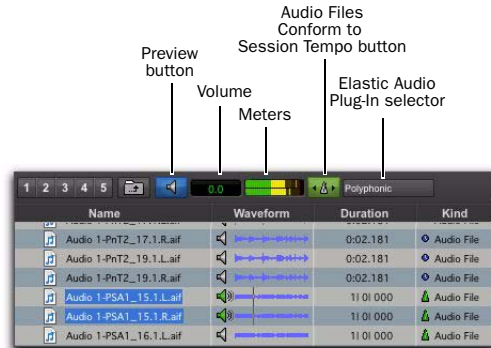 Audio Files
Conform to
Session Tempo button
Preview
button
Volume
Meters
Elastic Audio
Plug-In selector
1 2 3 4 5 0.0 Polyphonic
Name Waveform Duration Kind
Audio 1-PnT2_17.1.R.aif 0:02.181 Audio File
Audio 1-PnT2_19.1.L.aif 0:02.181 Audio File
Audio 1-PnT2_19.1.R.aif 0:02.181 Audio File
Audio 1-PSA1_15.1.L.aif 1| 0| 000 Audio File
Audio 1-PSA1_15.1.R.aif 1| 0| 000 Audio File
Audio 1-PSA1_16.1.L.aif 1| 0| 000 Audio File